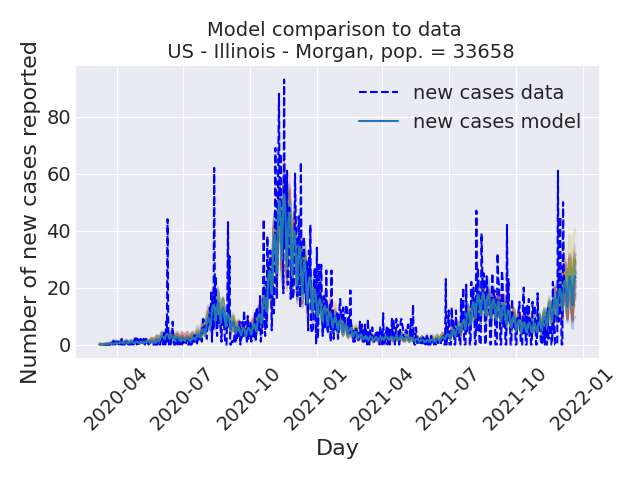 Model comparison to data
US - Illinois - Morgan, pop. = 33658
Number of new cases reported
80
60
40
20
0
new cases data
new cases model
2020-04
2020-07
2020-10
2021-01
2021-04
2021-07
2021-10
2022-01
Day